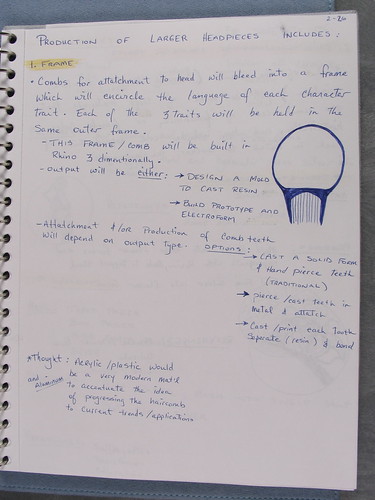 2-26
PRODUCTION OF LARGER HEADPIECES INCLUDES:
1. FRAME
• Combs for attatchment to head will bleed into a frame
which will encircle the language of each character
trait. Each of the 3 traits will be held in the
same outer frame.
- THIS FRAME/COMB will be built in
Rhino 3 dimentionally.
- OUTPUT will be either: → DESIGN A MOLD
TO CAST RESIN
→ BUILD PROTOTYPE AND
ELECTROFORM
- Attatchment &/or Production of comb teeth
will depend on output type. OPTIONS:
→ CAST A SOLID FORM
& Hand pierce teeth
(TRADITIONAL)
→ pierce/cast teeth in
metal & attatch
→ Cast/print each tooth
separate (resin) & bond
*Thought: Acrylic/plastic would
and aluminum
be a very modern mat'l
to accentuate the idea
of progressing the haircomb
to current trends/applications